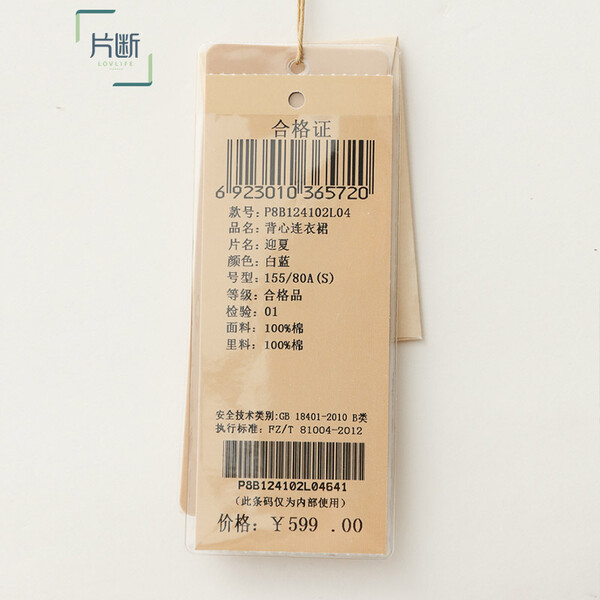 片断
LOVLIFE
合格证
6 923010 365720
款号: P8B124102L04
品名: 背心连衣裙
片名: 迎夏
颜色: 白蓝
号型: 155/80A(S)
等级: 合格品
检验: 01
面料: 100%棉
里料: 100%棉
安全技术类别:GB 18401-2010 B类
执行标准: FZ/T 81004-2012
P8B124102L04641
(此条码仅为内部使用)
价格: ￥599 .00